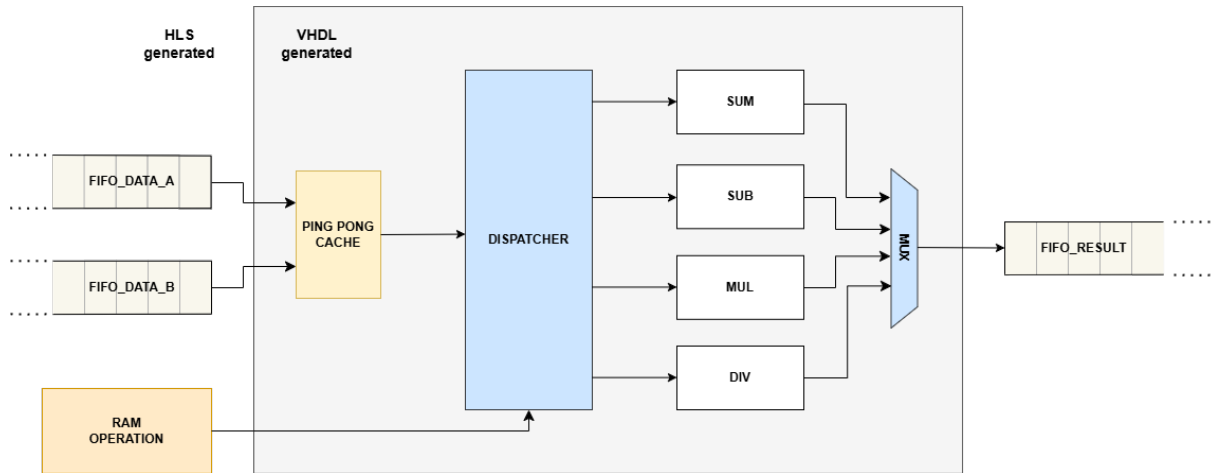 HLS
generated
VHDL
generated
SUM
FIFO_DATA_A
SUB
PING PONG
CACHE
DISPATCHER
MUX
FIFO_RESULT
FIFO_DATA_B
MUL
DIV
RAM
OPERATION